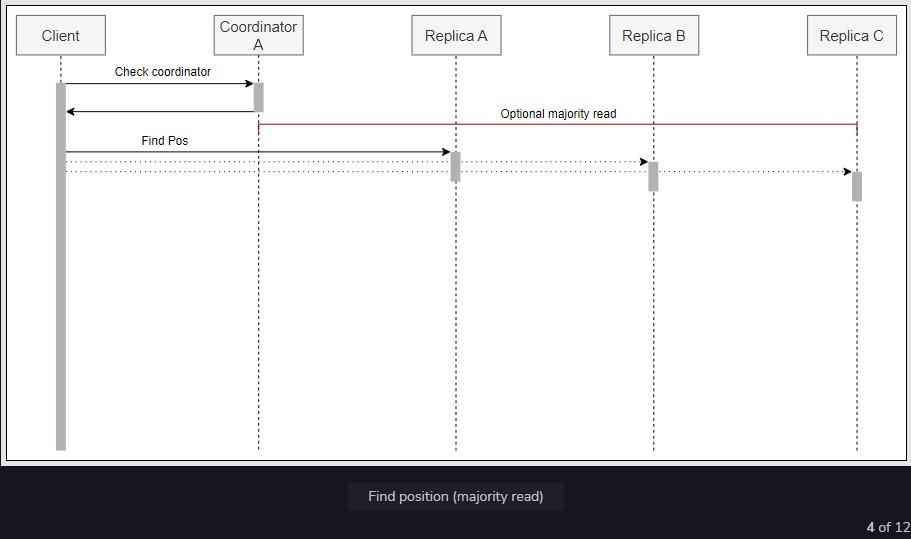 Client
Coordinator
A
Replica A
Replica B
Replica C
Check coordinator
Optional majority read
Find Pos
Find position (majority read)
4 of 12